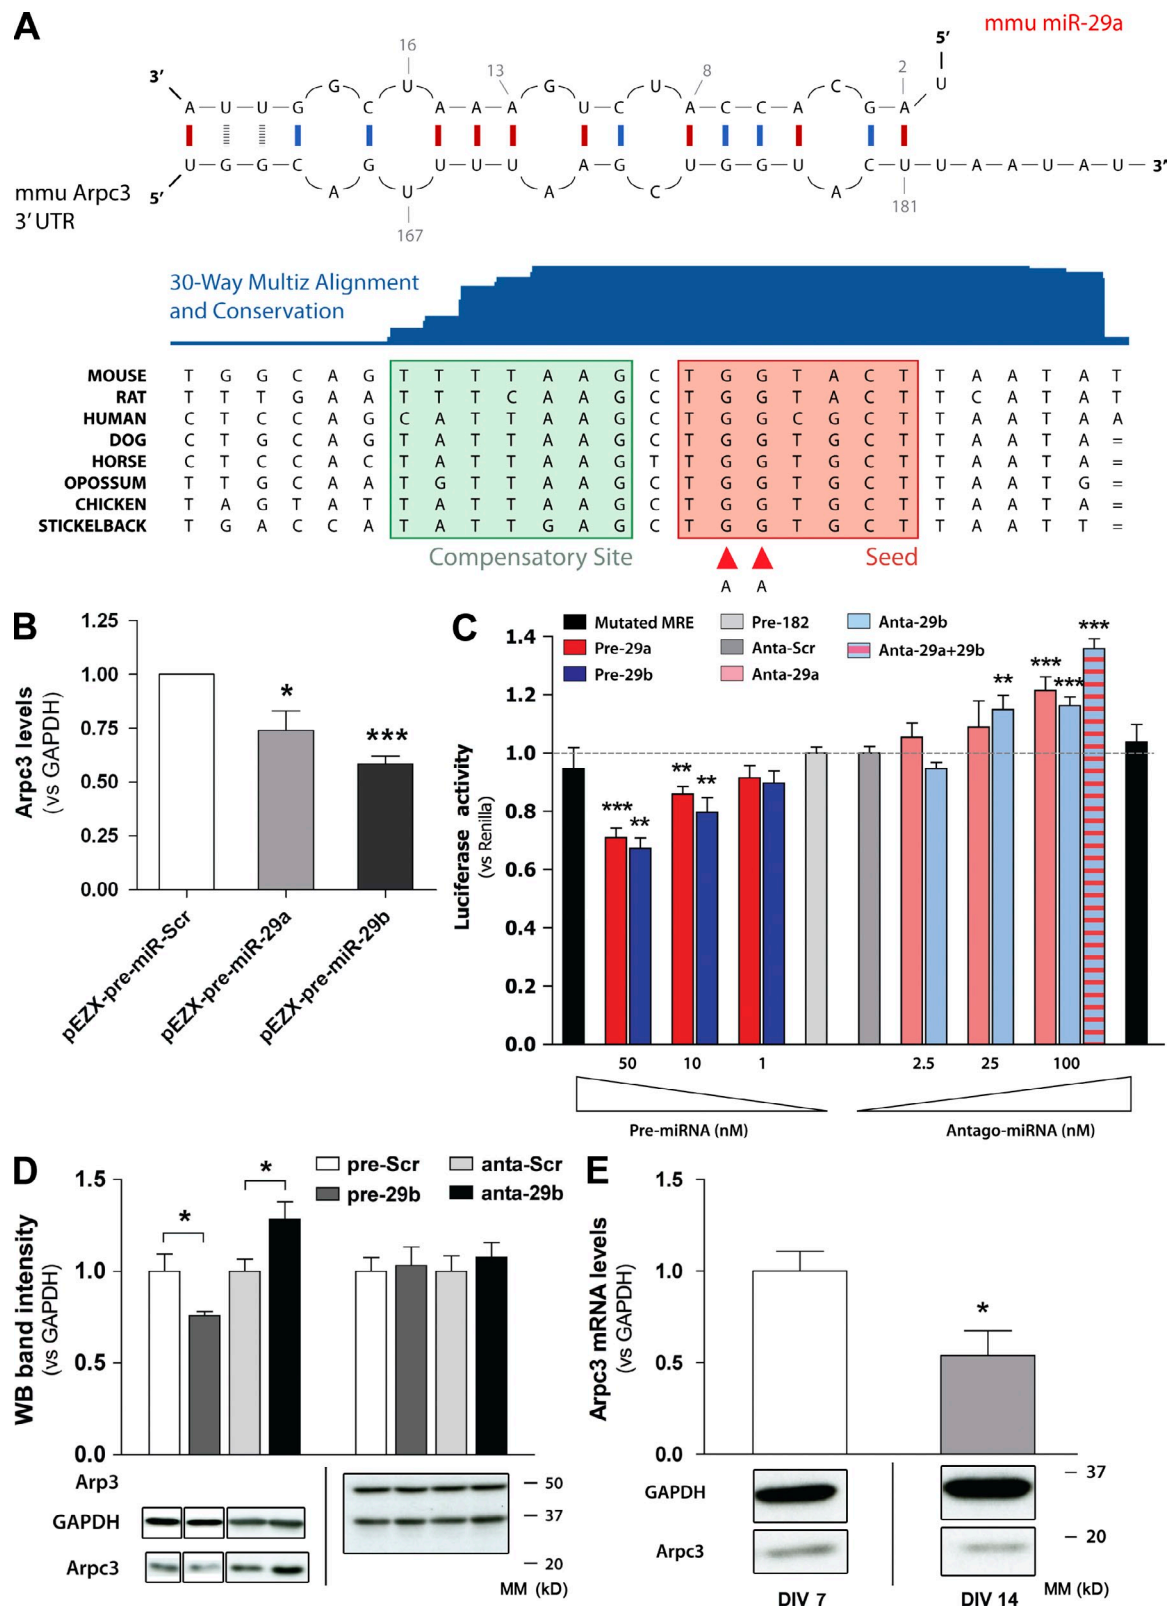 A
mmu miR-29a
5′
16
13
8
2
3′
G G U G U U C U
A U U G C A A A U C A C C A G A
U G G C G U U U A G U G G U C U U A A U A U 3′
A U A C A
mmu Arpc3
3′ UTR
5′
167
181
30-Way Multiz Alignment
and Conservation
MOUSE T G G C A G T T T T A A G C T G G T A C T T A A T A T
RAT T T T G A A T T T C A A G C T G G T A C T T C A T A T
HUMAN C T C C A G C A T T A A G C T G G C G C T T A A T A A
DOG C T G C A G T A T T A A G C T G G T G C T T A A T A =
HORSE C T C C A C T A T T A A G T T G G T G C T T A A T A =
OPOSSUM T T G C A A T G T T A A G C T G G T G C T T A A T G =
CHICKEN T A G T A T T A T T A A G C T G G T G C T T A A T A =
STICKELBACK T G A C C A T A T T G A G C T G G T G C T T A A T T =
Compensatory Site
Seed
A A
B
Arpc3 levels
(vs GAPDH)
1.25
1.00
0.75
0.50
0.25
0.00
*
***
pEZX-pre-miR-Scr
pEZX-pre-miR-29a
pEZX-pre-miR-29b
C
Mutated MRE
Pre-29a
Pre-29b
Pre-182
Anta-Scr
Anta-29a
Anta-29b
Anta-29a+29b
Luciferase activity
(vs Renilla)
1.4
1.2
1.0
0.8
0.6
0.4
0.2
0.0
*** ** ** ** ** *** *** ***
50 10 1 2.5 25 100
Pre-miRNA (nM)
Antago-miRNA (nM)
D
pre-Scr
pre-29b
anta-Scr
anta-29b
WB band intensity
(vs GAPDH)
1.5
1.0
0.5
0.0
*
*
Arp3
GAPDH
Arpc3
50
37
20
MM (kD)
E
Arpc3 mRNA levels
(vs GAPDH)
1.5
1.0
0.5
0.0
*
GAPDH
Arpc3
37
20
DIV 7
DIV 14
MM (kD)